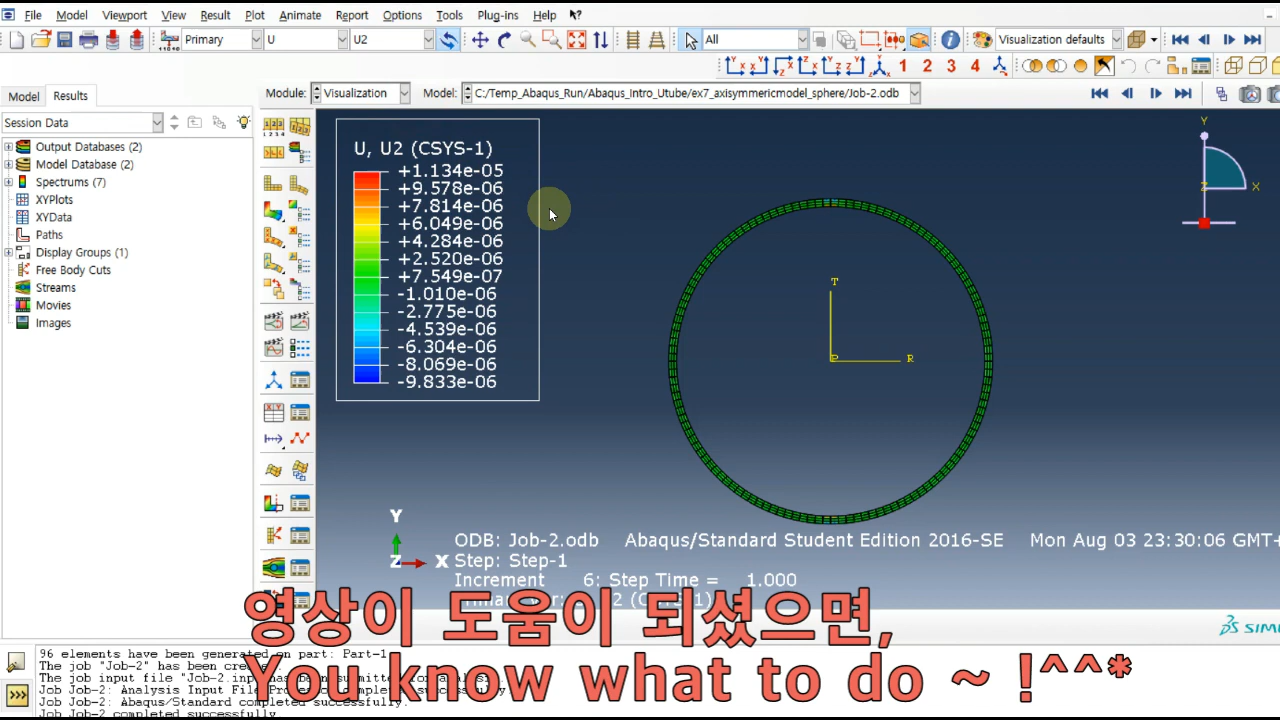 File Model Viewport View Result Plot Animate Report Options Tools Plug-ins Help
Primary U U2 All Visualization defaults
1 2 3 4
Model Results Module: Visualization Model: C:/Temp_Abaqus_Run/Abaqus_Intro_Utube/ex7_axisymmericmodel_sphere/Job-2.odb
Session Data
Output Databases (2)
Model Database (2)
Spectrums (7)
XYPlots
XYData
Paths
Display Groups (1)
Free Body Cuts
Streams
Movies
Images
U, U2 (CSYS-1)
+1.134e-05
+9.578e-06
+7.814e-06
+6.049e-06
+4.284e-06
+2.520e-06
+7.549e-07
-1.010e-06
-2.775e-06
-4.539e-06
-6.304e-06
-8.069e-06
-9.833e-06
Y
X
Z
T
P R
Y
Z X
ODB: Job-2.odb Abaqus/Standard Student Edition 2016-SE Mon Aug 03 23:30:06 GMT+
Step: Step-1
Increment 6: Step Time = 1.000
영상이 도움이 되셨으면,
You know what to do ~ !^^*
96 elements have been generated on part: Part-1
The job "Job-2" has been
The job input file "Job-2.
Job Job-2: Analysis Input File
Job Job-2: Abaqus/Standard completed successfully.
Job Job-2 completed successfully